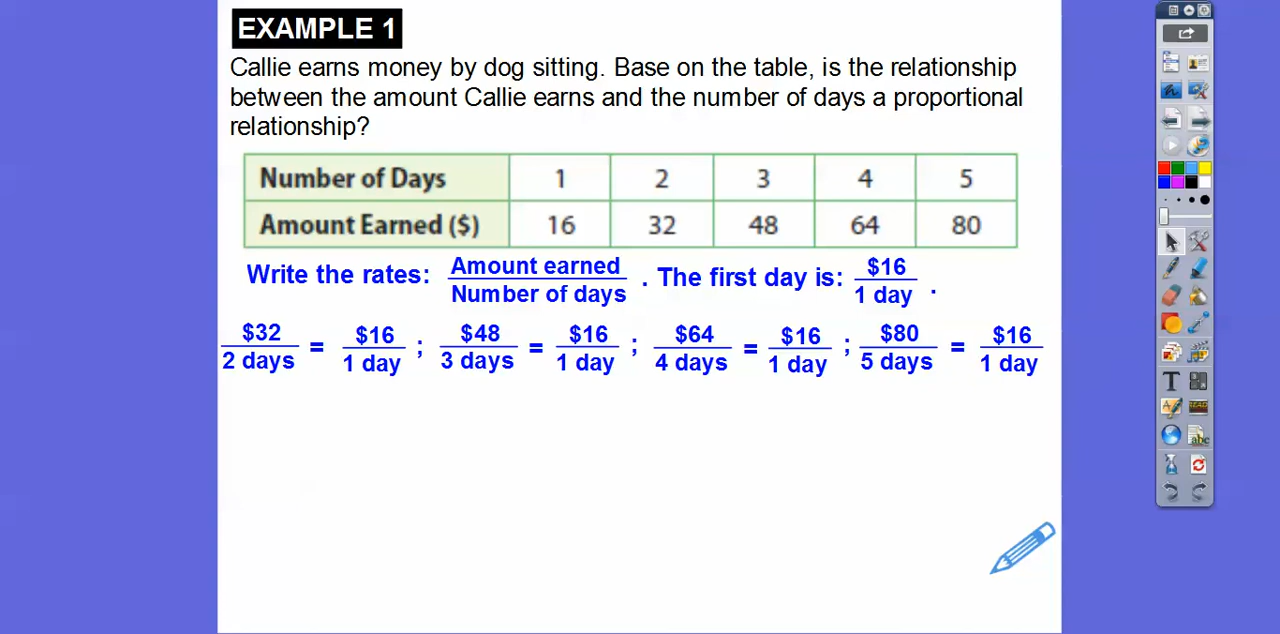 EXAMPLE 1
Callie earns money by dog sitting. Base on the table, is the relationship
between the amount Callie earns and the number of days a proportional
relationship?
Number of Days 1 2 3 4 5
Amount Earned ($) 16 32 48 64 80
Write the rates: Amount earned / Number of days . The first day is: $16 / 1 day .
$32 / 2 days = $16 / 1 day ; $48 / 3 days = $16 / 1 day ; $64 / 4 days = $16 / 1 day ; $80 / 5 days = $16 / 1 day